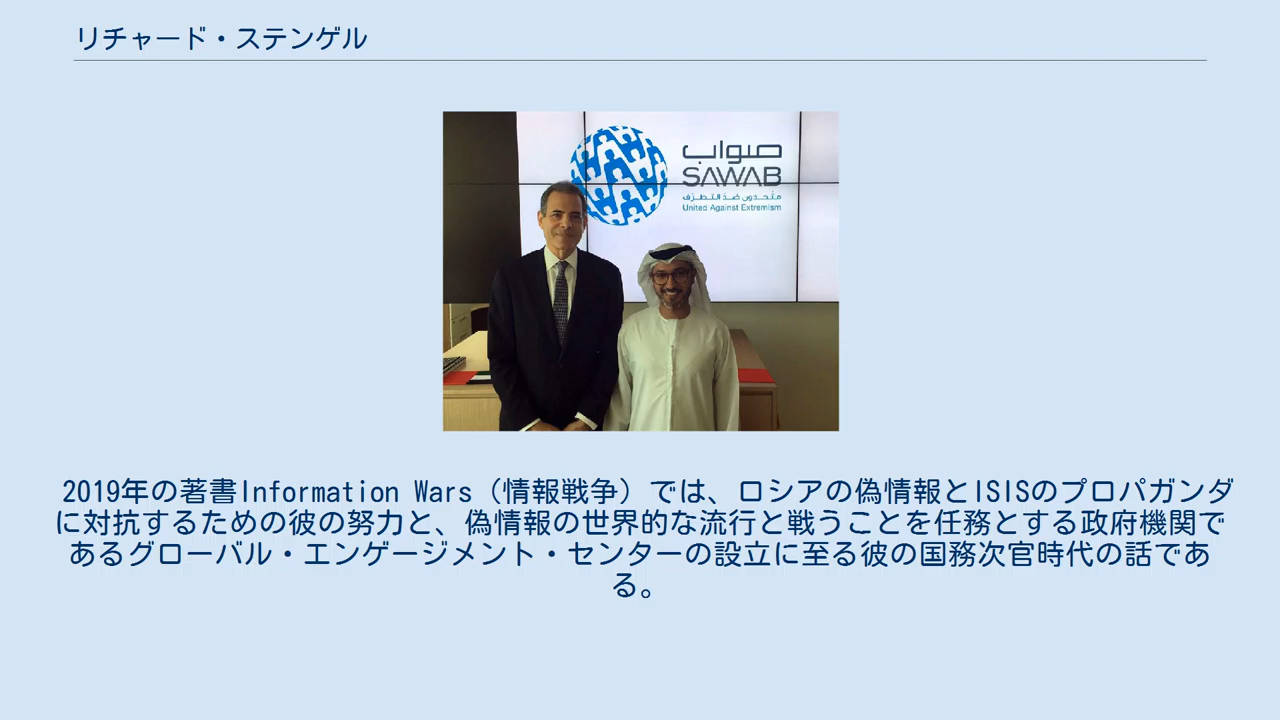 リチャード・ステンゲル
صواب
SAWAB
متحدون ضد التطرف
United Against Extremism
2019年の著書Information Wars（情報戦争）では、ロシアの偽情報とISISのプロパガンダ
に対抗するための彼の努力と、偽情報の世界的な流行と戦うことを任務とする政府機関で
あるグローバル・エンゲージメント・センターの設立に至る彼の国務次官時代の話であ
る。